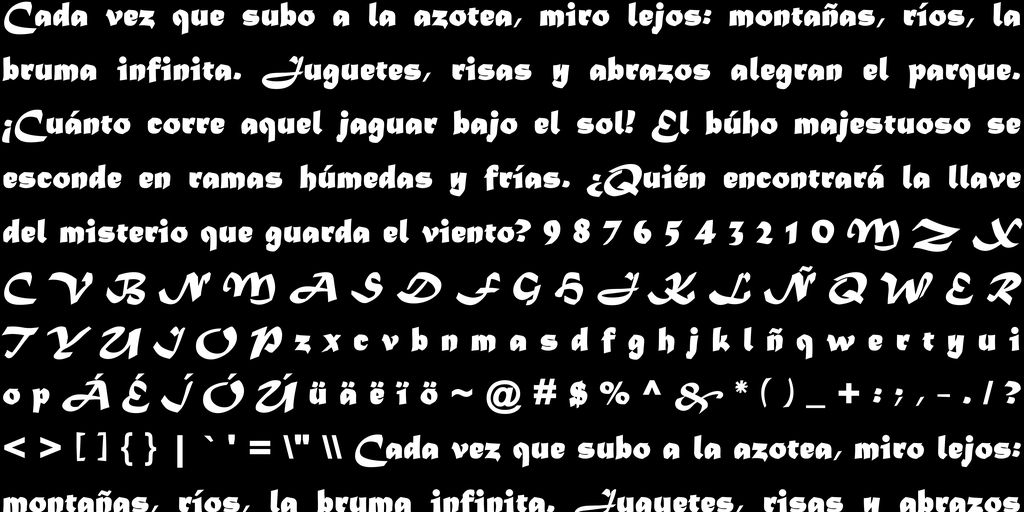 Cada vez que subo a la azotea, miro lejos: montañas, ríos, la
bruma infinita. Juguetes, risas y abrazos alegran el parque.
¡Cuánto corre aquel jaguar bajo el sol! El búho majestuoso se
esconde en ramas húmedas y frías. ¿Quién encontrará la llave
del misterio que guarda el viento? 9 8 7 6 5 4 3 2 1 0 M Z X
C V B N M A S D F G H J K L Ñ Q W E R
T Y U I O P z x c v b n m a s d f g h j k l ñ q w e r t y u i
o p Á É Í Ó Ú ü ä ë ï ö ~ @ # $ % ^ & * ( ) _ + : ; , - . / ?
< > [ ] { } | ` ' = \" \\ Cada vez que subo a la azotea, miro lejos:
montañas, ríos, la bruma infinita. Juguetes, risas y abrazos